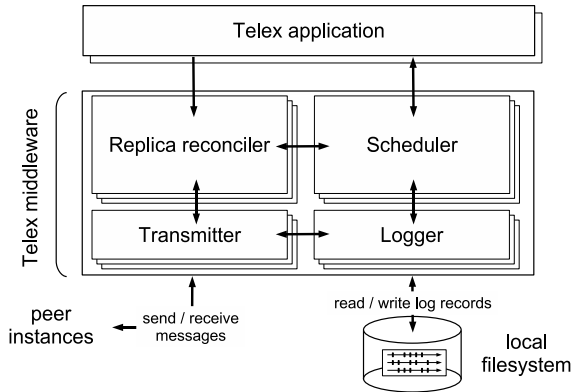 Telex application
Telex middleware
Replica reconciler
Scheduler
Transmitter
Logger
peer
instances
send / receive
messages
read / write log records
local
filesystem